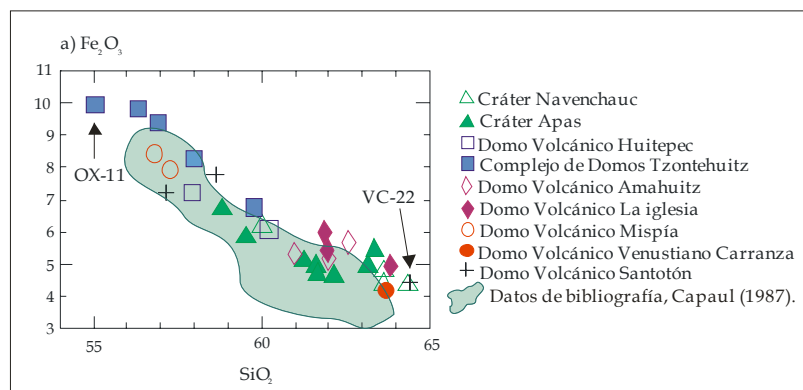 a) Fe₂O₃
11
10
9
8
7
6
5
4
3
55
60
65
SiO₂
OX-11
VC-22
Cráter Navenchauc
Cráter Apas
Domo Volcánico Huitepec
Complejo de Domos Tzontehuitz
Domo Volcánico Amahuitz
Domo Volcánico La iglesia
Domo Volcánico Mispía
Domo Volcánico Venustiano Carranza
Domo Volcánico Santotón
Datos de bibliografía, Capaul (1987).